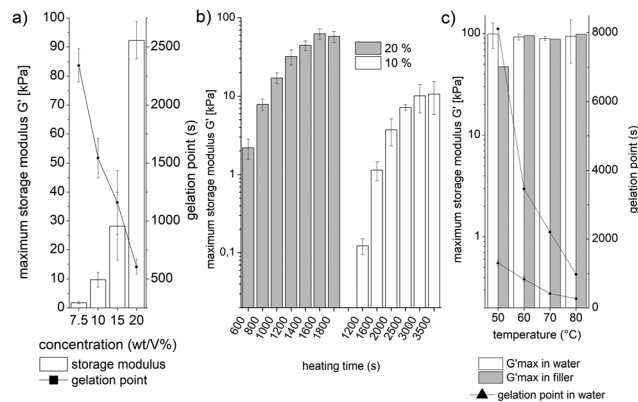 a)
maximum storage modulus G' [kPa]
100
90
80
70
60
50
40
30
20
10
0
7.5 10 15 20
concentration (wt/V%)
2500
2000
1500
1000
500
gelation point (s)
storage modulus
gelation point
b)
maximum storage modulus G' [kPa]
100
10
1
0,1
20 %
10 %
600 800 1000 1200 1400 1600 1800 1200 1600 2000 2500 3000 3500
heating time (s)
c)
maximum storage modulus G' [kPa]
100
10
1
50 60 70 80
temperature (°C)
8000
6000
4000
2000
0
gelation point (s)
G'max in water
G'max in filler
gelation point in water